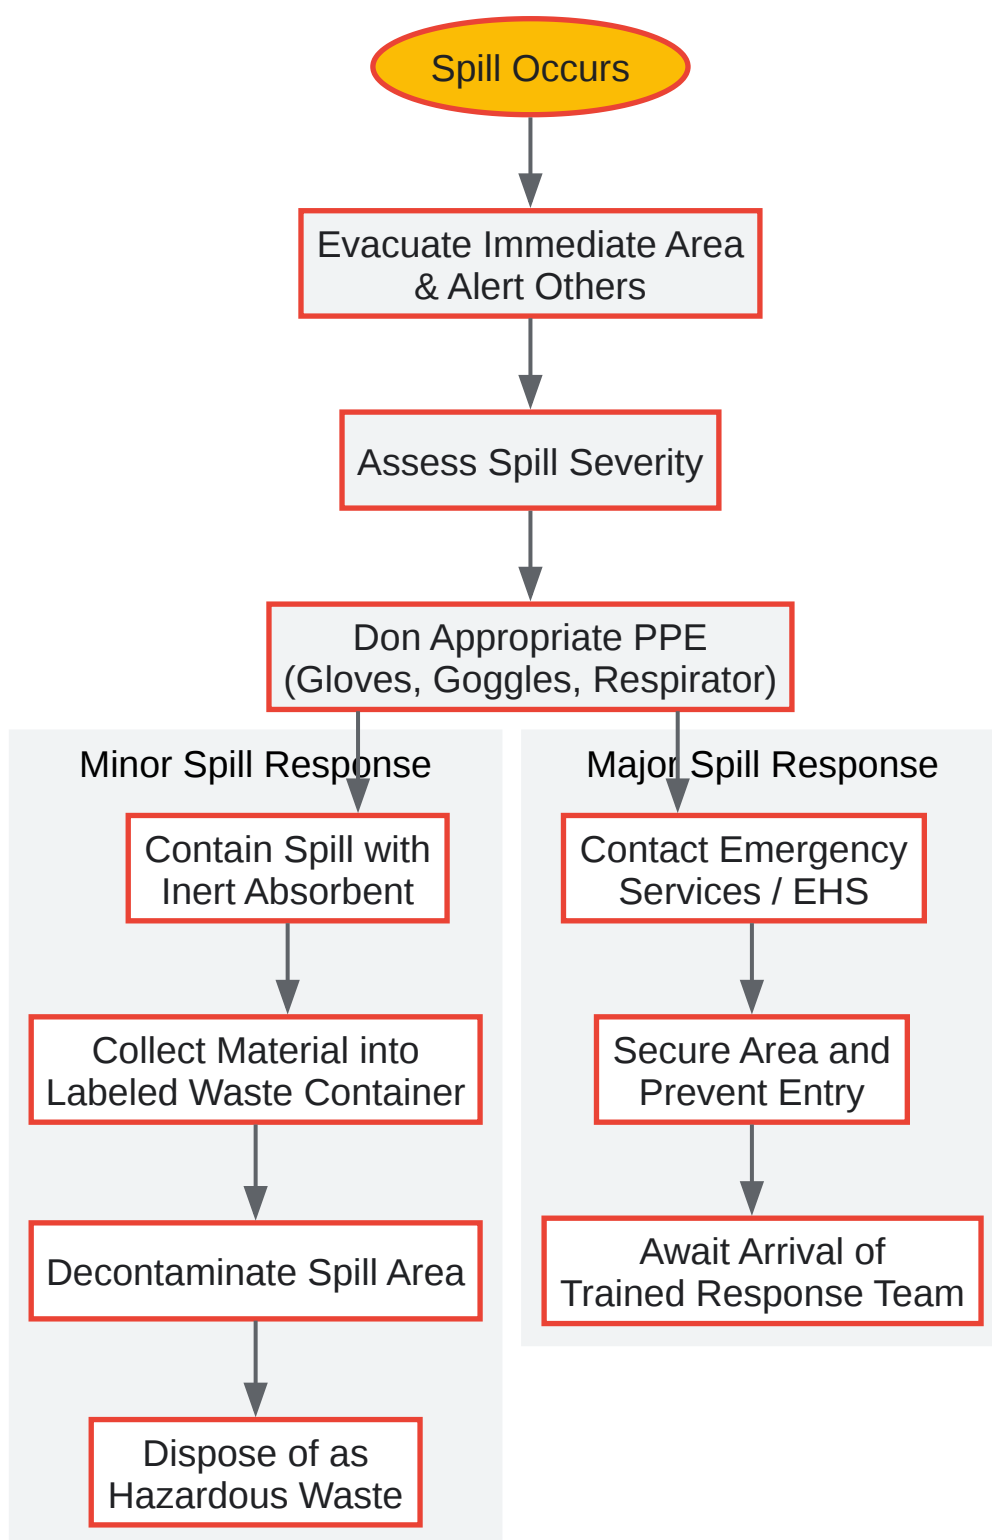 Spill Occurs
Evacuate Immediate Area
& Alert Others
Assess Spill Severity
Don Appropriate PPE
(Gloves, Goggles, Respirator)
Minor Spill Response
Contain Spill with
Inert Absorbent
Collect Material into
Labeled Waste Container
Decontaminate Spill Area
Dispose of as
Hazardous Waste
Major Spill Response
Contact Emergency
Services / EHS
Secure Area and
Prevent Entry
Await Arrival of
Trained Response Team